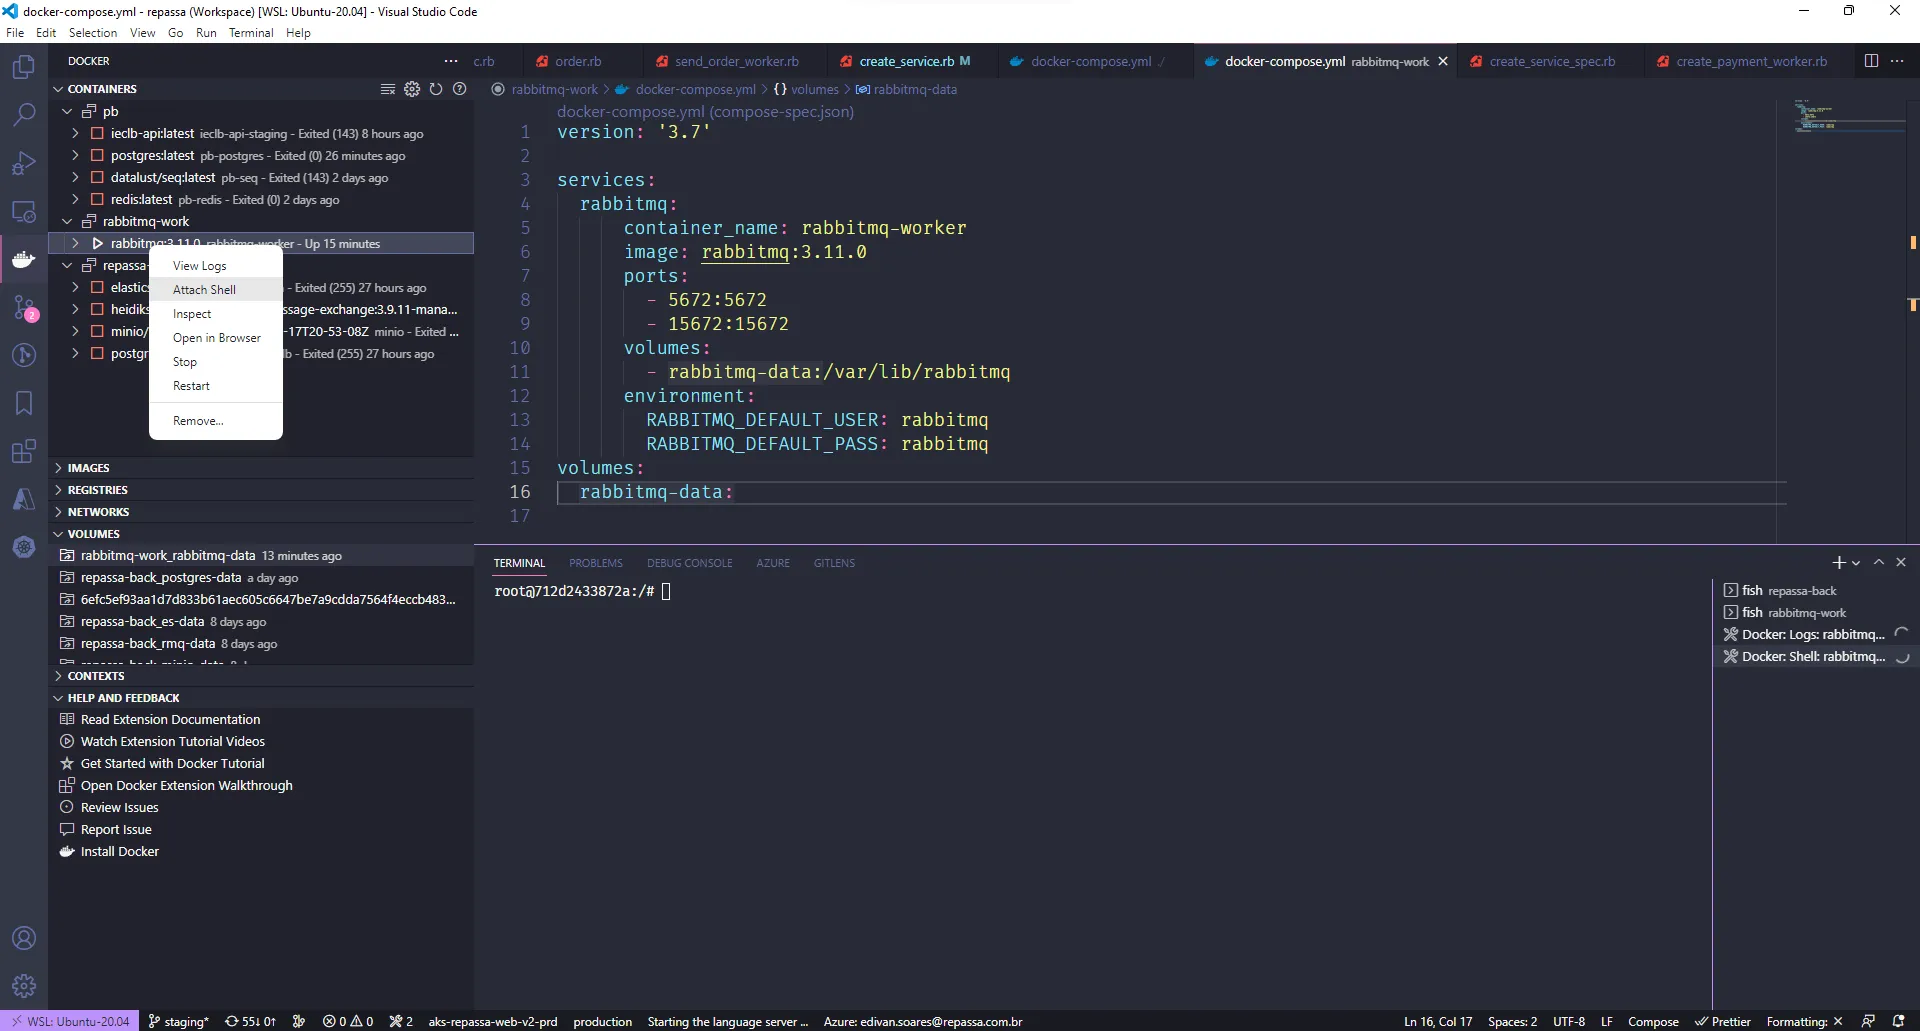 docker-compose.yml - repassa (Workspace) [WSL: Ubuntu-20.04] - Visual Studio Code
File Edit Selection View Go Run Terminal Help
DOCKER
c.rb order.rb send_order_worker.rb create_service.rb M docker-compose.yml ./ docker-compose.yml rabbitmq-work create_service_spec.rb create_payment_worker.rb
CONTAINERS
pb
ieclb-api:latest ieclb-api-staging - Exited (143) 8 hours ago
postgres:latest pb-postgres - Exited (0) 26 minutes ago
datalust/seq:latest pb-seq - Exited (143) 2 days ago
redis:latest pb-redis - Exited (0) 2 days ago
rabbitmq-work
rabbitmq:3.11.0 rabbitmq-worker - Up 15 minutes
repassa-
elastics - Exited (255) 27 hours ago
heidiks ssage-exchange:3.9.11-mana...
minio/ -17T20-53-08Z minio - Exited ...
postgr lb - Exited (255) 27 hours ago
View Logs
Attach Shell
Inspect
Open in Browser
Stop
Restart
Remove...
IMAGES
REGISTRIES
NETWORKS
VOLUMES
rabbitmq-work_rabbitmq-data 13 minutes ago
repassa-back_postgres-data a day ago
6efc5ef93aa1d7d833b61aec605c6647be7a9cdda7564f4eccb483...
repassa-back_es-data 8 days ago
repassa-back_rmq-data 8 days ago
CONTEXTS
HELP AND FEEDBACK
Read Extension Documentation
Watch Extension Tutorial Videos
Get Started with Docker Tutorial
Open Docker Extension Walkthrough
Review Issues
Report Issue
Install Docker
2
rabbitmq-work > docker-compose.yml > {} volumes > rabbitmq-data
docker-compose.yml (compose-spec.json)
1 version: '3.7'
2
3 services:
4 rabbitmq:
5 container_name: rabbitmq-worker
6 image: rabbitmq:3.11.0
7 ports:
8 - 5672:5672
9 - 15672:15672
10 volumes:
11 - rabbitmq-data:/var/lib/rabbitmq
12 environment:
13 RABBITMQ_DEFAULT_USER: rabbitmq
14 RABBITMQ_DEFAULT_PASS: rabbitmq
15 volumes:
16 rabbitmq-data:
17
TERMINAL PROBLEMS DEBUG CONSOLE AZURE GITLENS
root@712d2433872a:/#
fish repassa-back
fish rabbitmq-work
Docker: Logs: rabbitmq...
Docker: Shell: rabbitmq...
WSL: Ubuntu-20.04 staging* 55↓ 0↑ 0 0 2 aks-repassa-web-v2-prd production Starting the language server ... Azure: edivan.soares@repassa.com.br Ln 16, Col 17 Spaces: 2 UTF-8 LF Compose Prettier Formatting: ✕